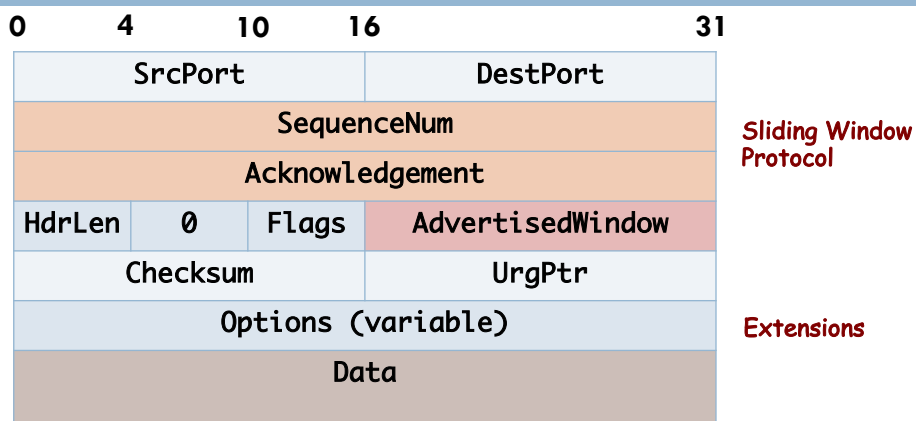 0 4 10 16 31
SrcPort DestPort
SequenceNum
Sliding Window
Protocol
Acknowledgement
HdrLen 0 Flags AdvertisedWindow
Checksum UrgPtr
Options (variable)
Extensions
Data